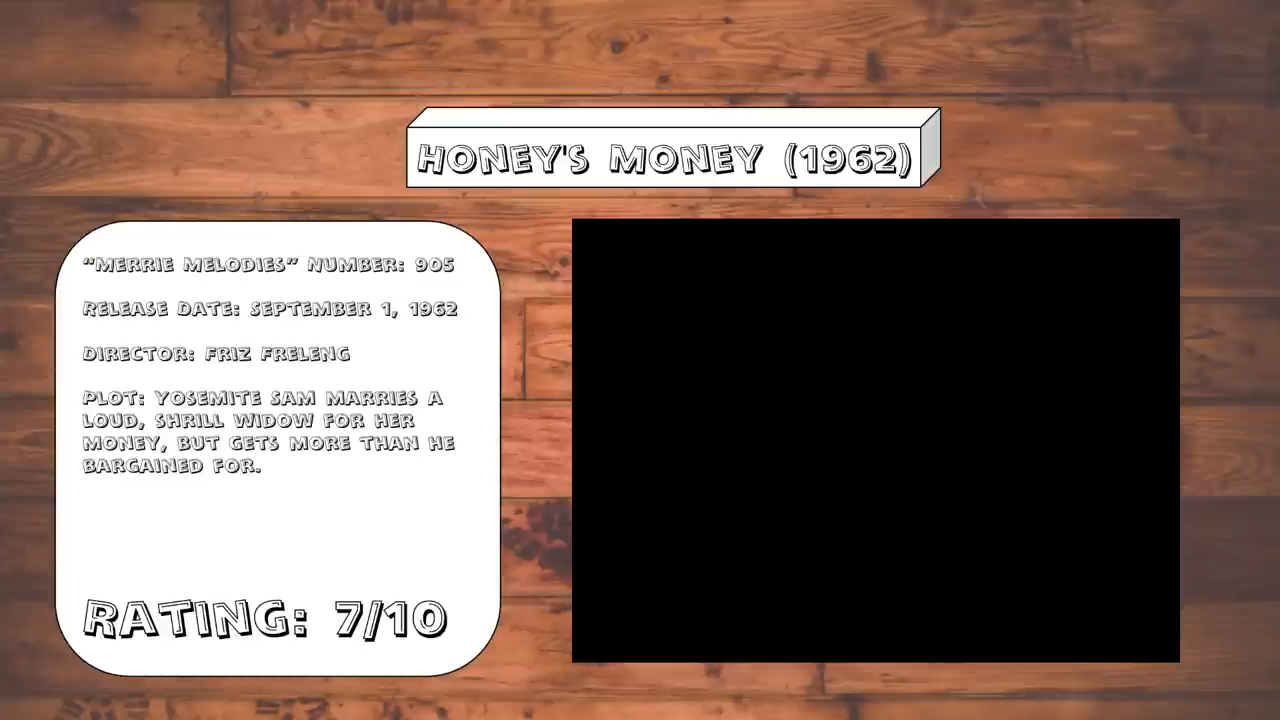 HONEY'S MONEY (1962)
"MERRIE MELODIES" NUMBER: 905
RELEASE DATE: SEPTEMBER 1, 1962
DIRECTOR: FRIZ FRELENG
PLOT: YOSEMITE SAM MARRIES A
LOUD, SHRILL WIDOW FOR HER
MONEY, BUT GETS MORE THAN HE
BARGAINED FOR.
RATING: 7/10